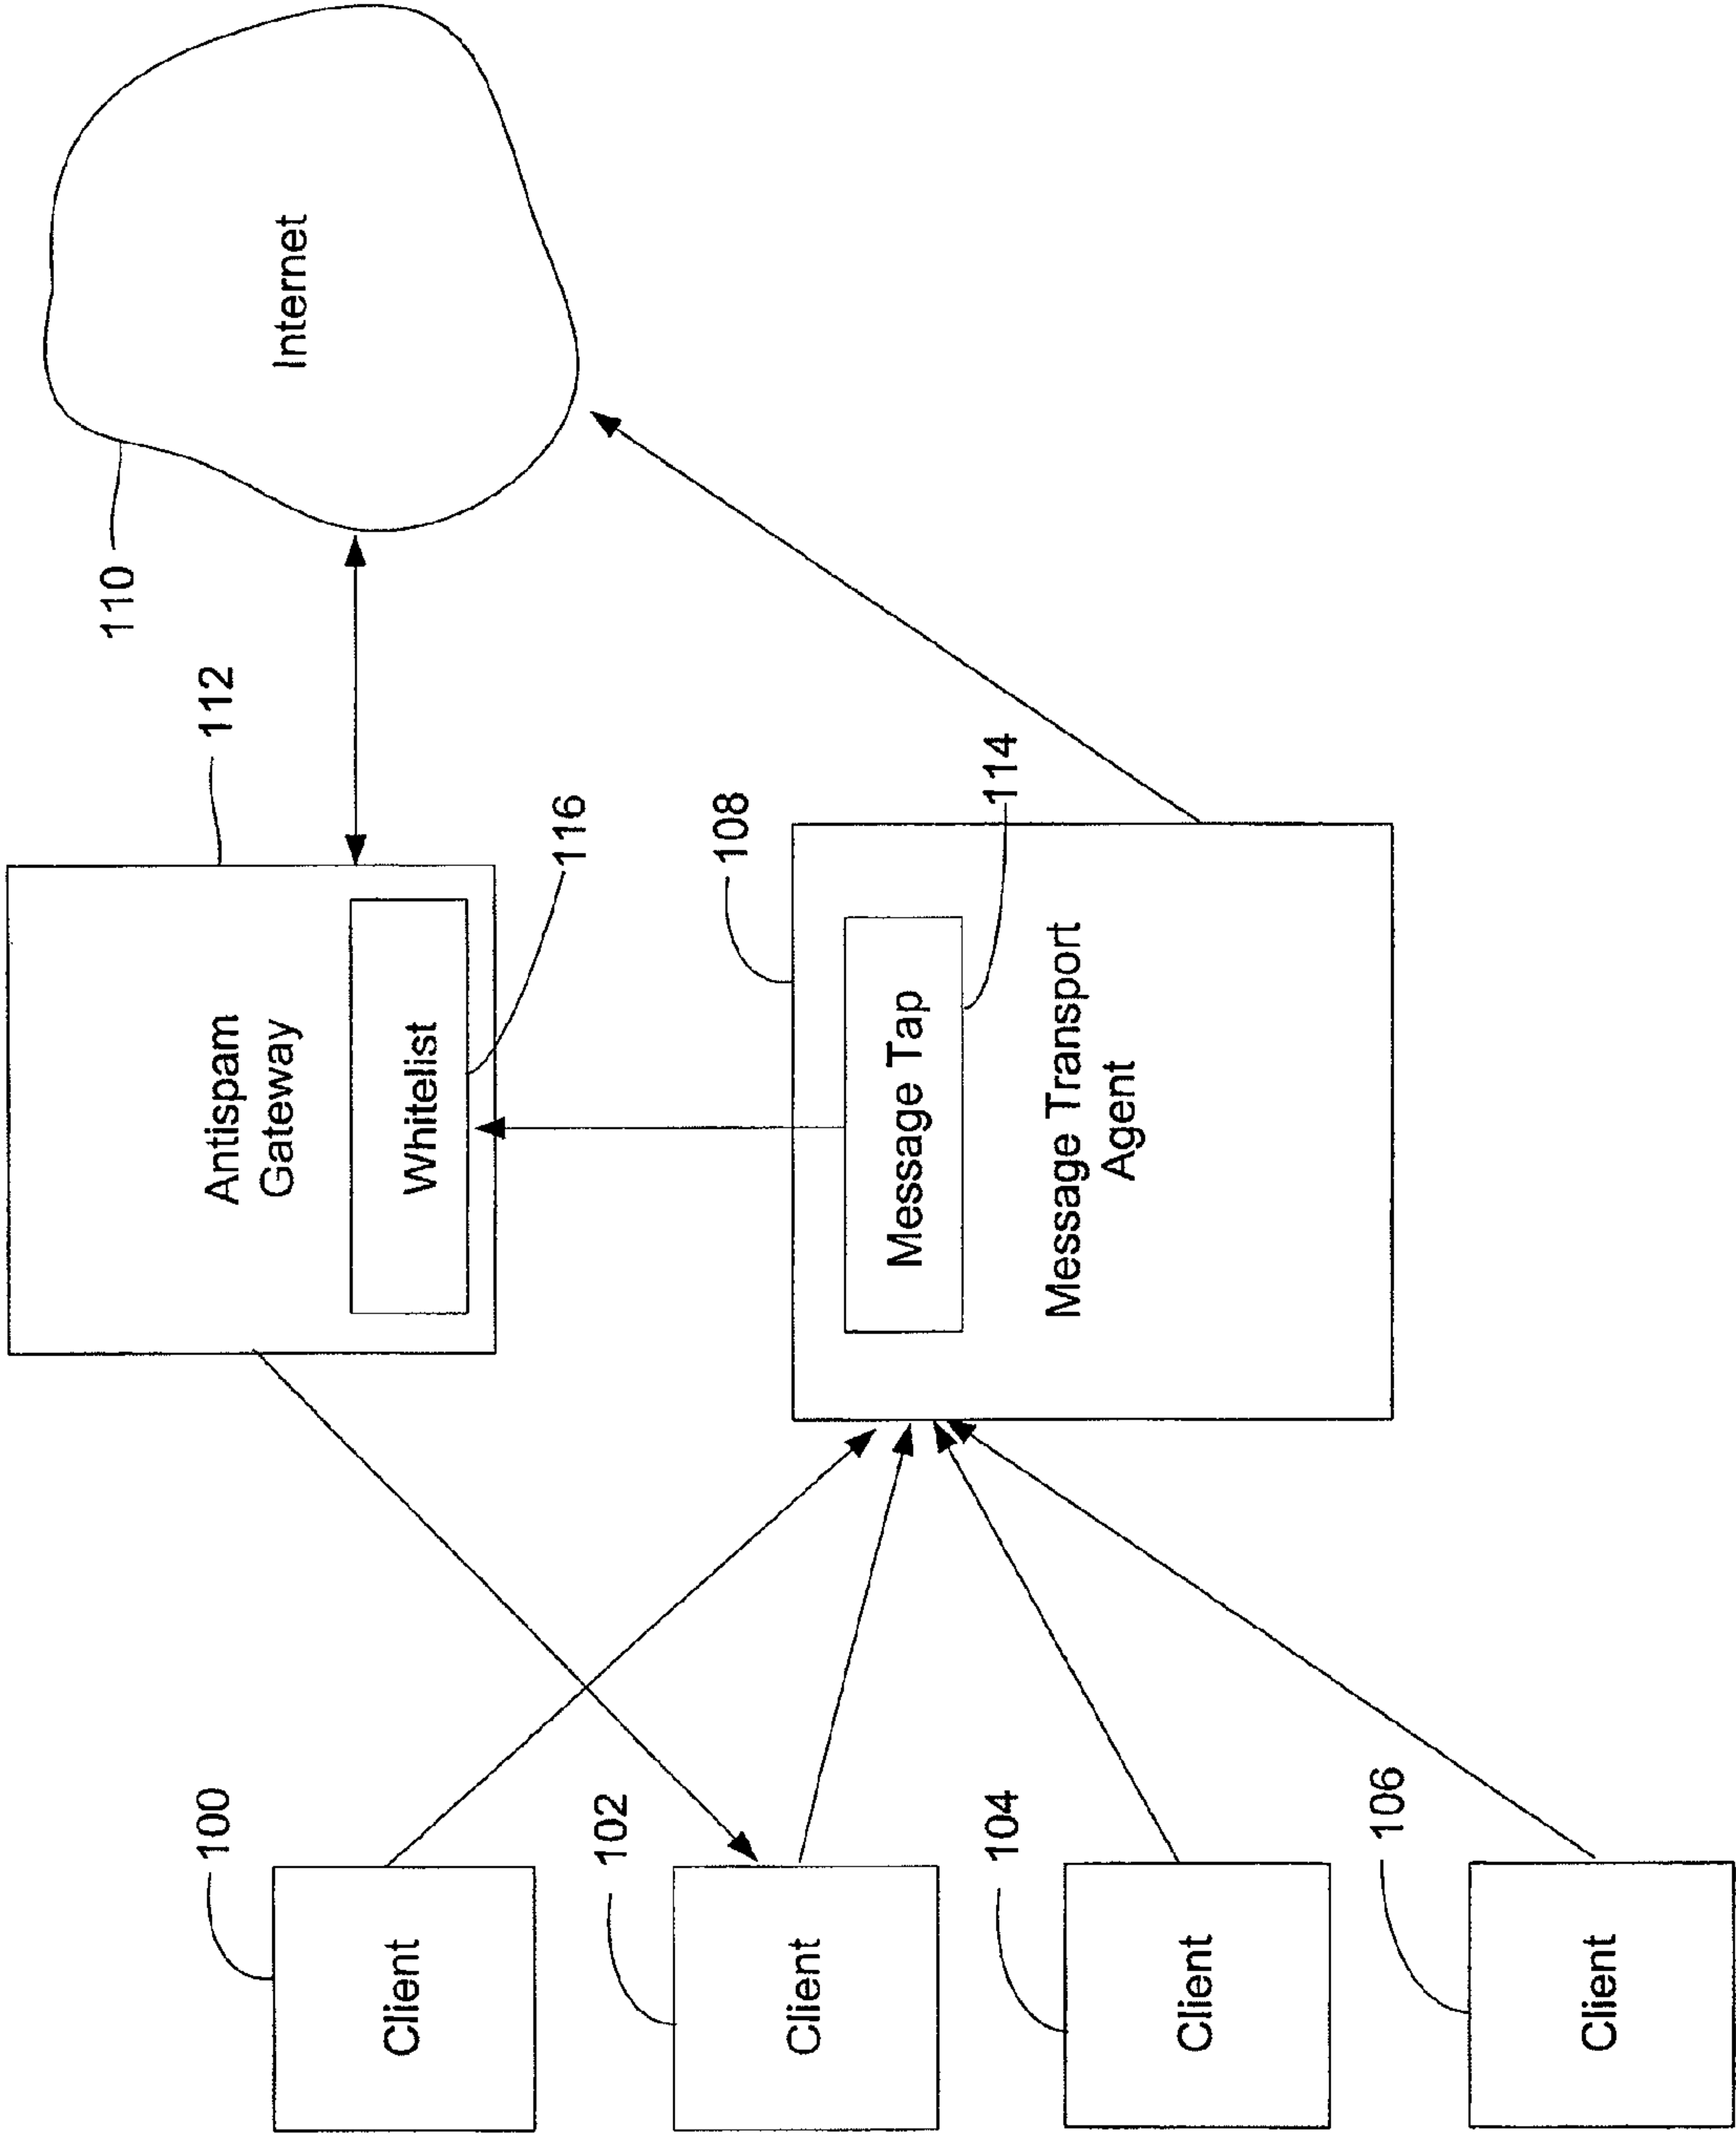 100
Client
102
Client
104
Client
106
Client
Antispam
Gateway
Whitelist
112
116
108
Message Tap
114
Message Transport
Agent
110
Internet